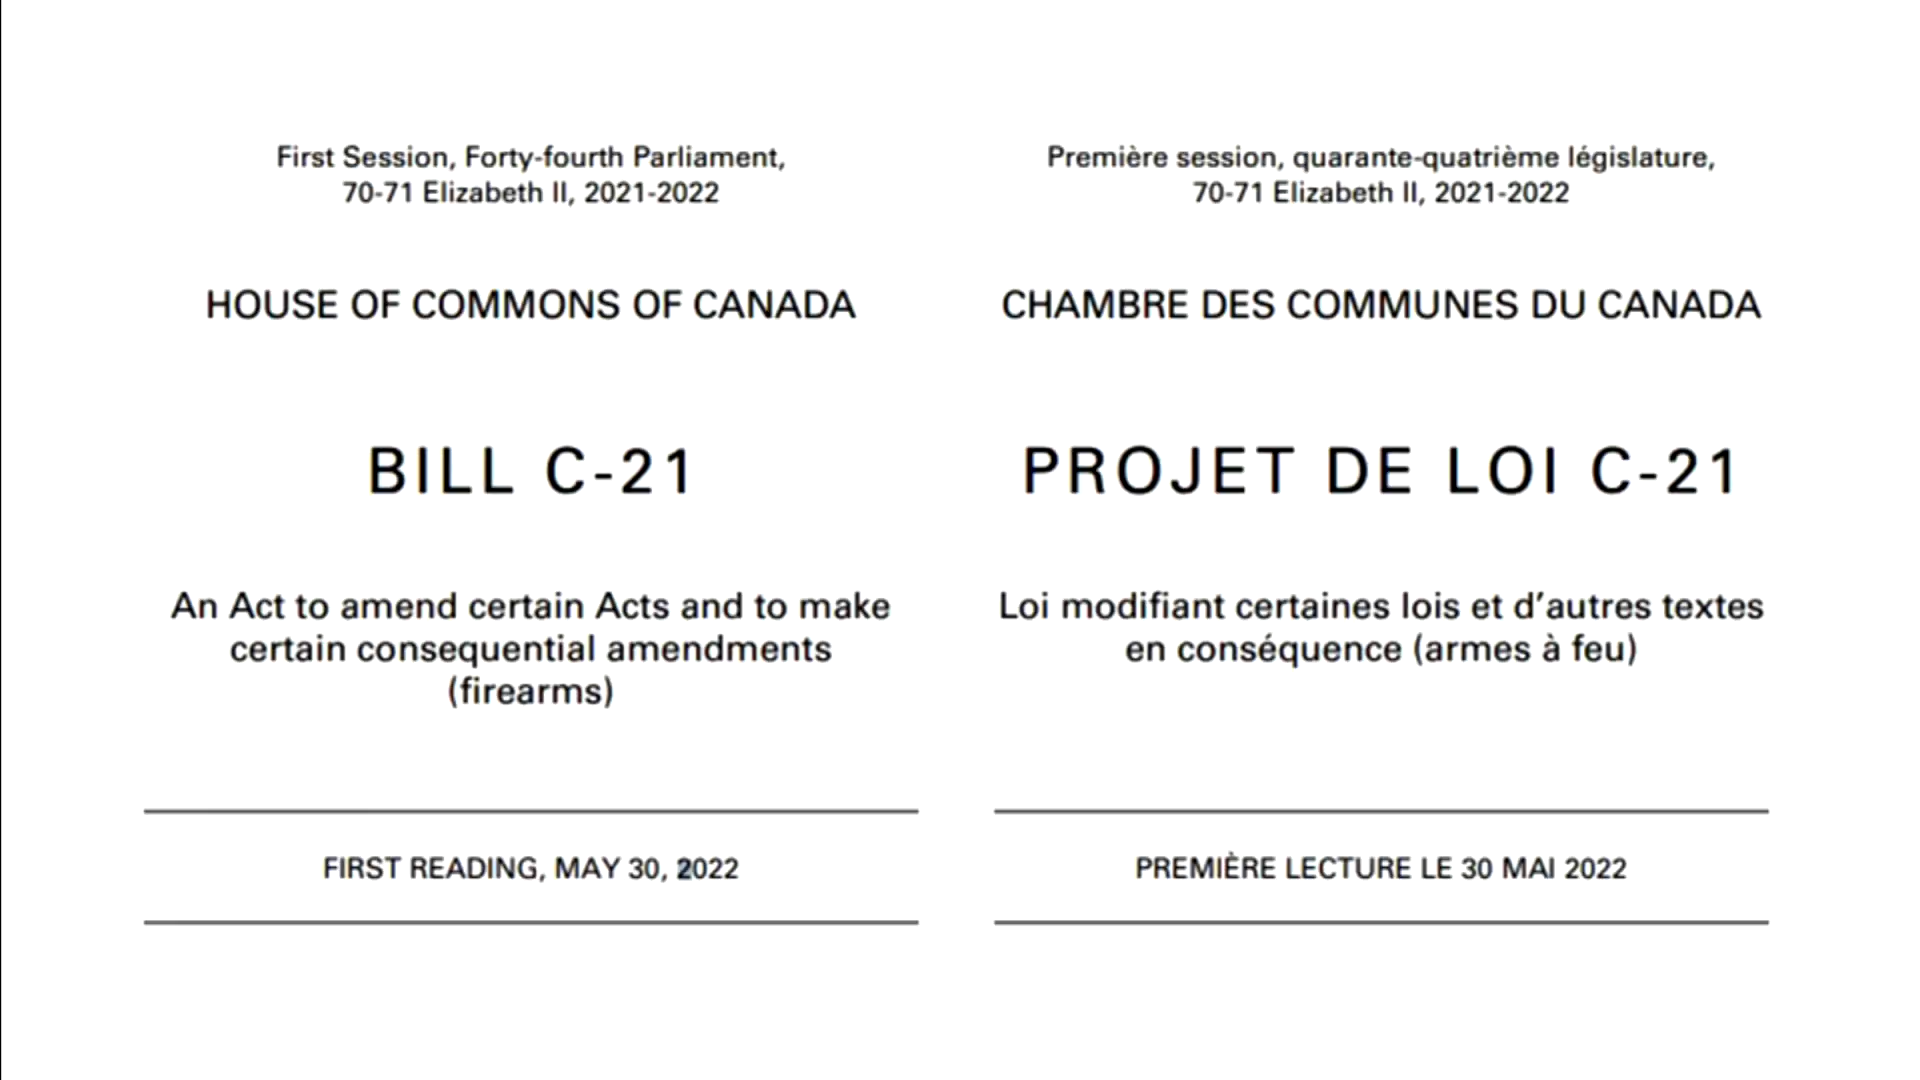 First Session, Forty-fourth Parliament,
70-71 Elizabeth II, 2021-2022
HOUSE OF COMMONS OF CANADA
BILL C-21
An Act to amend certain Acts and to make
certain consequential amendments
(firearms)
FIRST READING, MAY 30, 2022
Première session, quarante-quatrième législature,
70-71 Elizabeth II, 2021-2022
CHAMBRE DES COMMUNES DU CANADA
PROJET DE LOI C-21
Loi modifiant certaines lois et d’autres textes
en conséquence (armes à feu)
PREMIÈRE LECTURE LE 30 MAI 2022